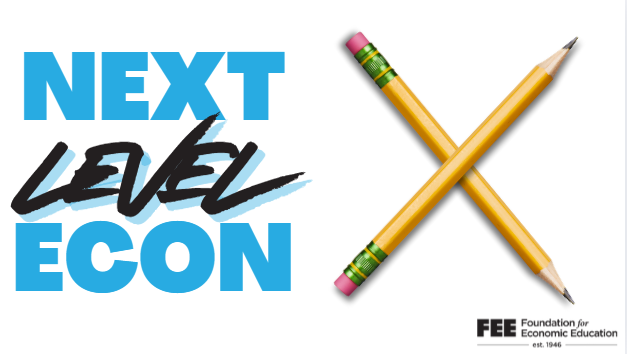 NEXT
LEVEL
ECON
FEE Foundation for
Economic Education
est. 1946